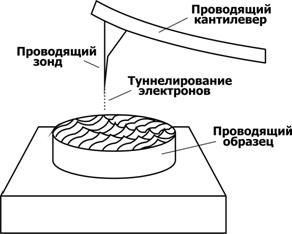 Проводящий
кантилевер
Проводящий
зонд
Туннелирование
электронов
Проводящий
образец